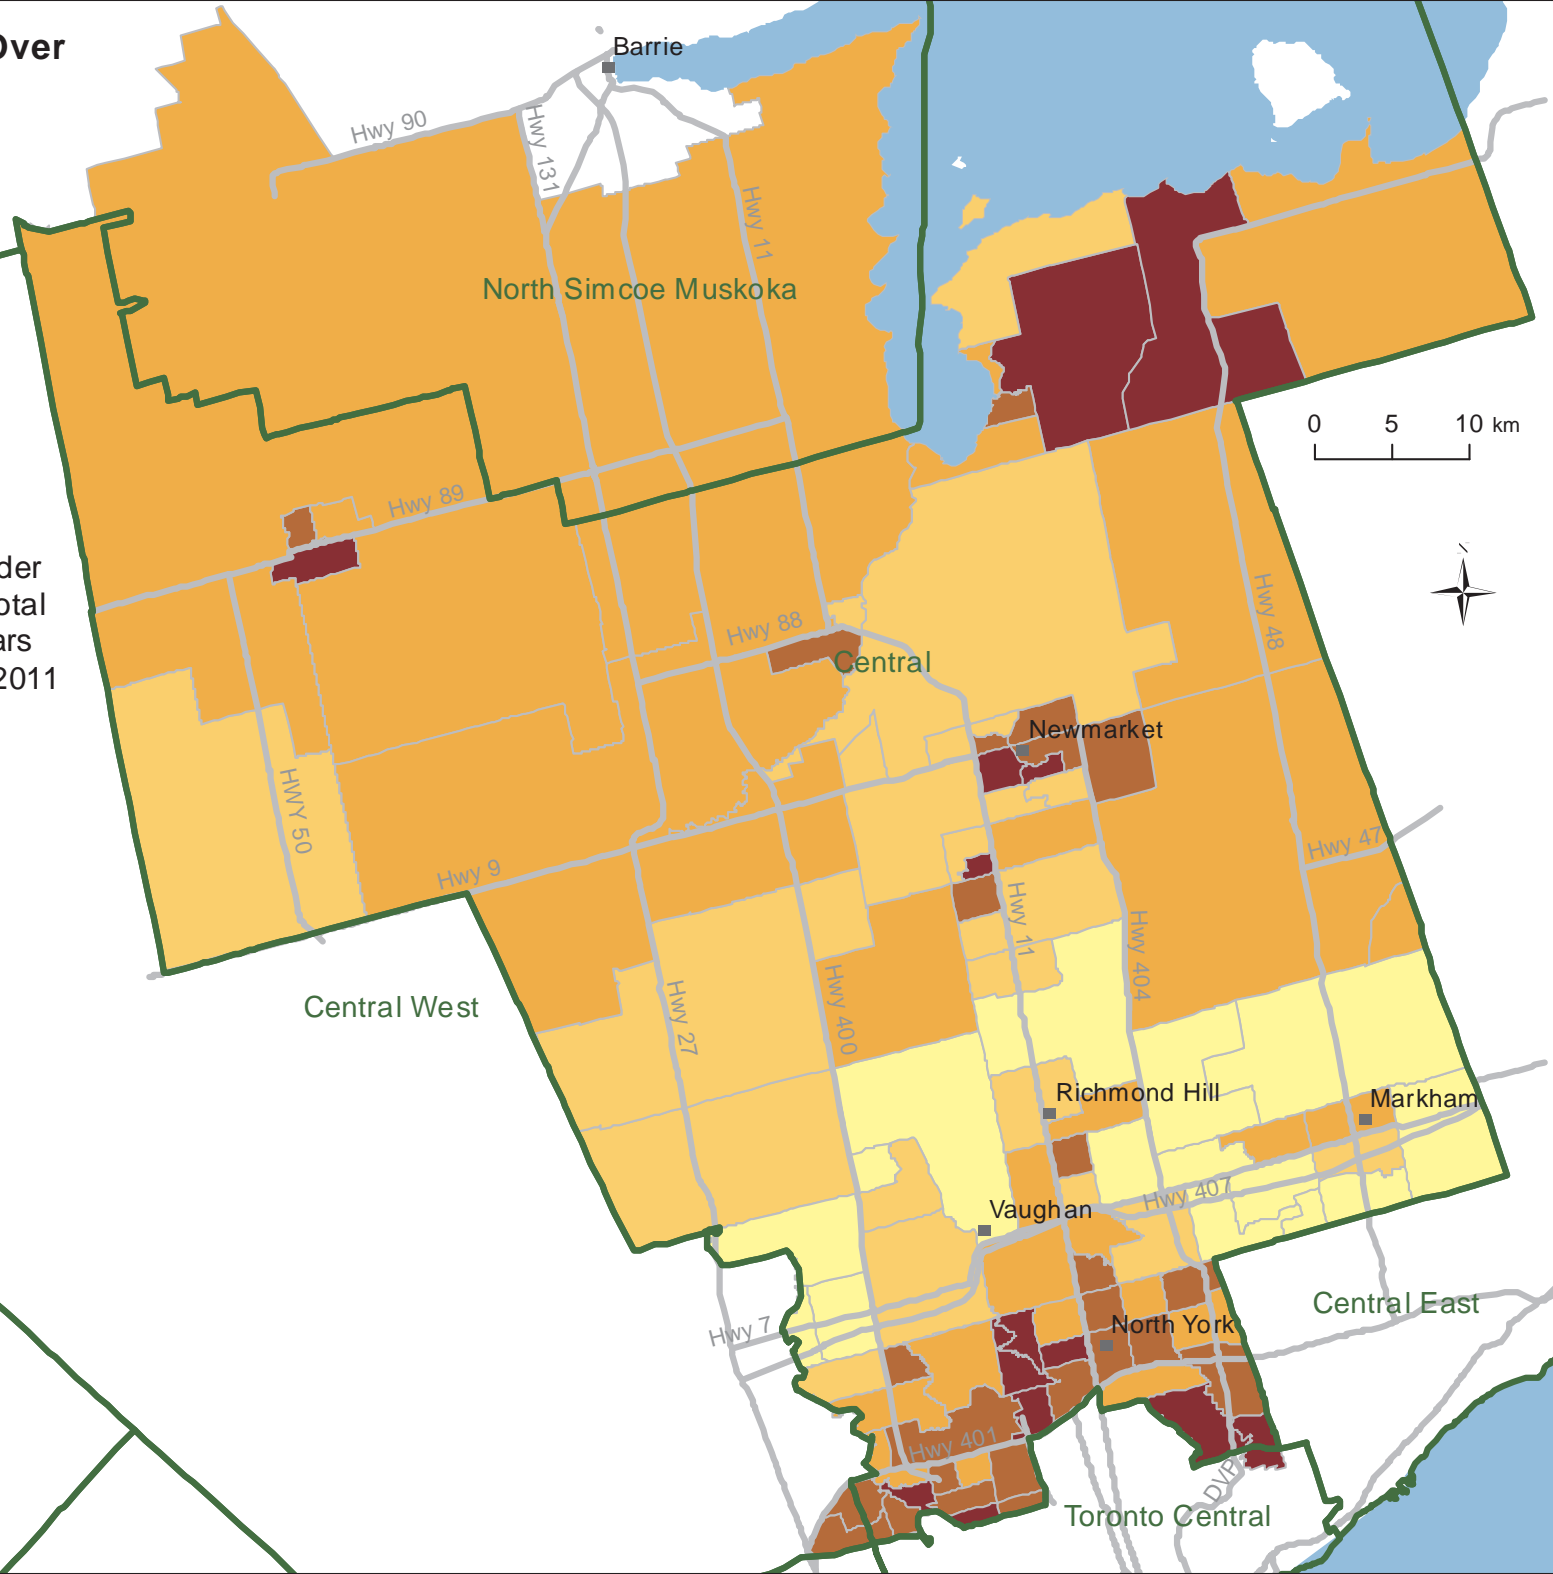 Over
Barrie
Hwy 90
Hwy 131
Hwy 11
North Simcoe Muskoka
0 5 10 km
Hwy 89
der
otal
ars
2011
N
Hwy 48
Hwy 88
Central
Newmarket
HWY 50
Hwy 47
Hwy 9
Hwy 11
Hwy 404
Hwy 400
Hwy 27
Central West
Richmond Hill
Markham
Hwy 407
Vaughan
Central East
Hwy 7
North York
Hwy 401
DVP
Toronto Central